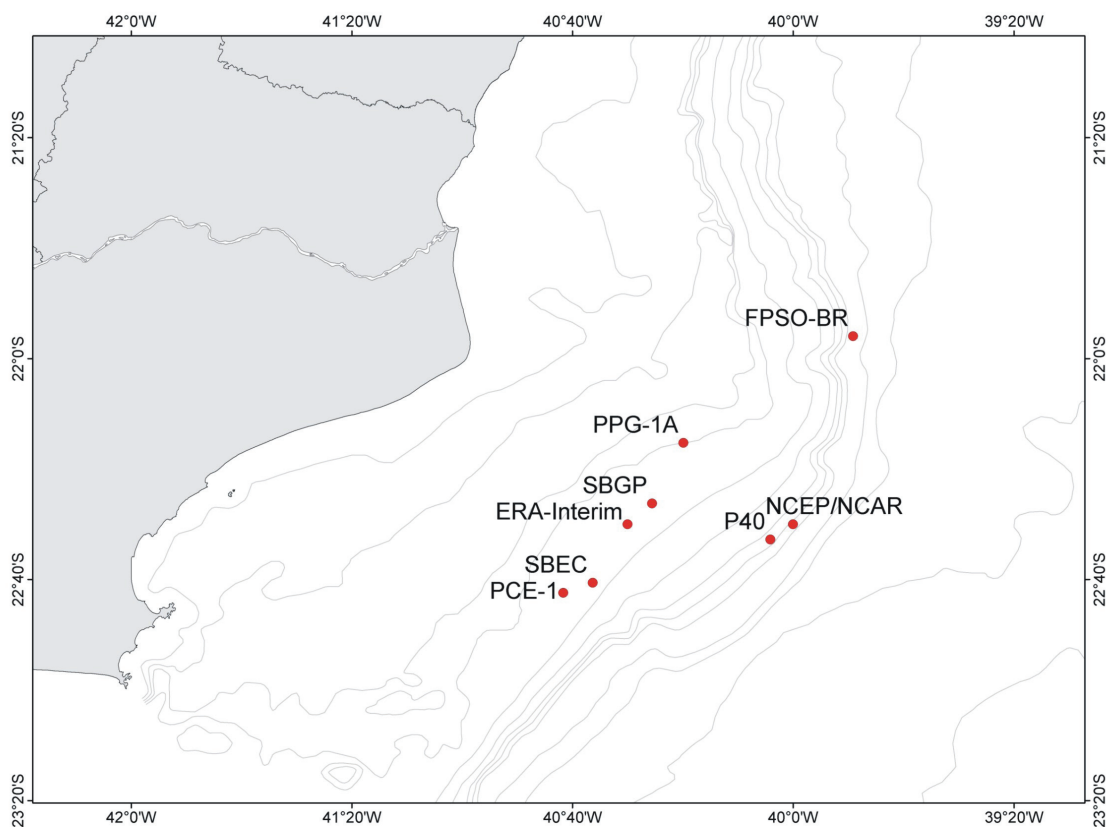 42°0'W 41°20'W 40°40'W 40°0'W 39°20'W
21°20'S 21°20'S
FPSO-BR
22°0'S 22°0'S
PPG-1A
SBGP
NCEP/NCAR
ERA-Interim
P40
SBEC
22°40'S 22°40'S
PCE-1
23°20'S 23°20'S
42°0'W 41°20'W 40°40'W 40°0'W 39°20'W